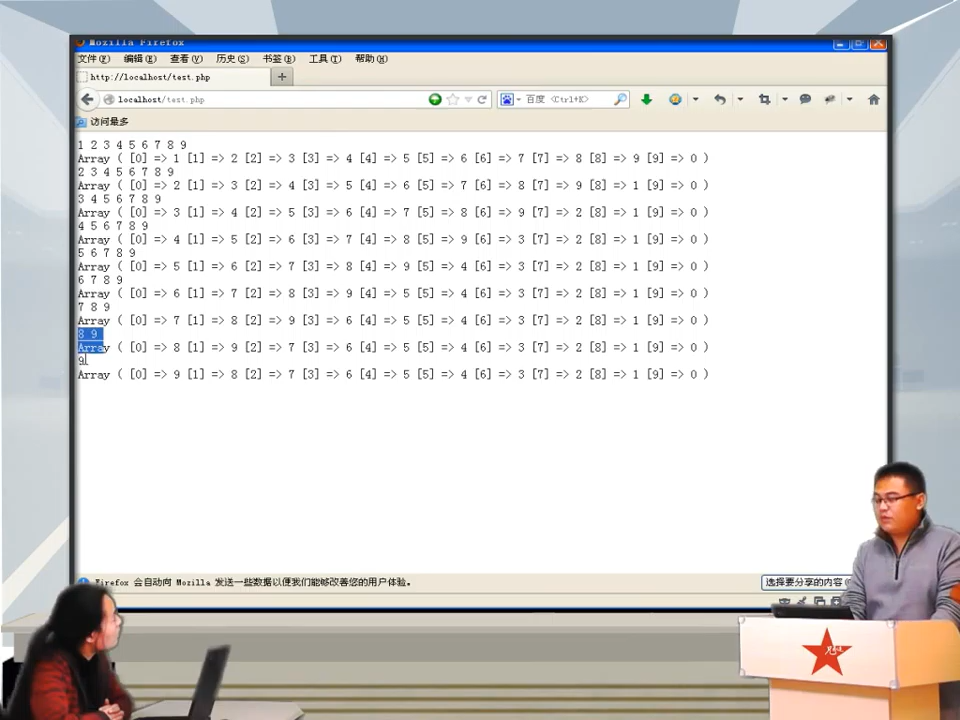 Mozilla Firefox
文件(F) 编辑(E) 查看(V) 历史(S) 书签(B) 工具(T) 帮助(H)
http://localhost/test.php +
localhost/test.php 百度 <Ctrl+K>
访问最多
1 2 3 4 5 6 7 8 9
Array ( [0] => 1 [1] => 2 [2] => 3 [3] => 4 [4] => 5 [5] => 6 [6] => 7 [7] => 8 [8] => 9 [9] => 0 )
2 3 4 5 6 7 8 9
Array ( [0] => 2 [1] => 3 [2] => 4 [3] => 5 [4] => 6 [5] => 7 [6] => 8 [7] => 9 [8] => 1 [9] => 0 )
3 4 5 6 7 8 9
Array ( [0] => 3 [1] => 4 [2] => 5 [3] => 6 [4] => 7 [5] => 8 [6] => 9 [7] => 2 [8] => 1 [9] => 0 )
4 5 6 7 8 9
Array ( [0] => 4 [1] => 5 [2] => 6 [3] => 7 [4] => 8 [5] => 9 [6] => 3 [7] => 2 [8] => 1 [9] => 0 )
5 6 7 8 9
Array ( [0] => 5 [1] => 6 [2] => 7 [3] => 8 [4] => 9 [5] => 4 [6] => 3 [7] => 2 [8] => 1 [9] => 0 )
6 7 8 9
Array ( [0] => 6 [1] => 7 [2] => 8 [3] => 9 [4] => 5 [5] => 4 [6] => 3 [7] => 2 [8] => 1 [9] => 0 )
7 8 9
Array ( [0] => 7 [1] => 8 [2] => 9 [3] => 6 [4] => 5 [5] => 4 [6] => 3 [7] => 2 [8] => 1 [9] => 0 )
8 9
Array ( [0] => 8 [1] => 9 [2] => 7 [3] => 6 [4] => 5 [5] => 4 [6] => 3 [7] => 2 [8] => 1 [9] => 0 )
9
Array ( [0] => 9 [1] => 8 [2] => 7 [3] => 6 [4] => 5 [5] => 4 [6] => 3 [7] => 2 [8] => 1 [9] => 0 )
Firefox 会自动向 Mozilla 发送一些数据以便我们能够改善您的用户体验。 选择要分享的内容(